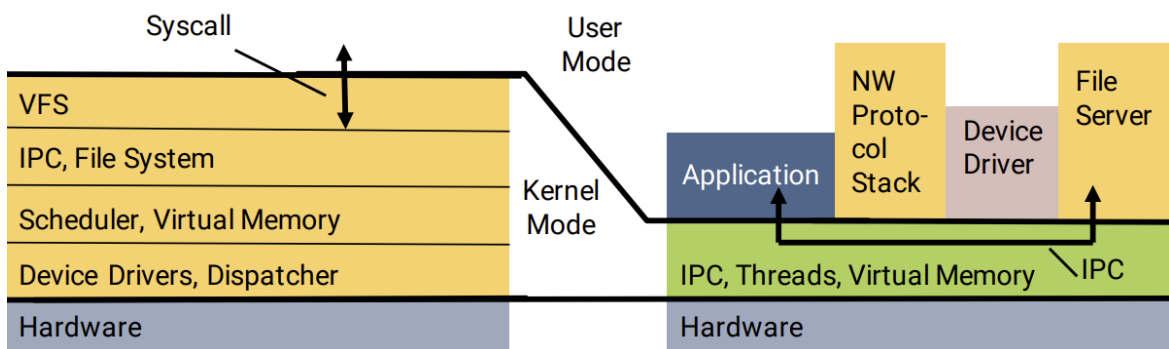 Syscall
VFS
IPC, File System
Scheduler, Virtual Memory
Device Drivers, Dispatcher
Hardware
User
Mode
Kernel
Mode
Application
NW
Proto-
col
Stack
Device
Driver
File
Server
IPC, Threads, Virtual Memory
IPC
Hardware